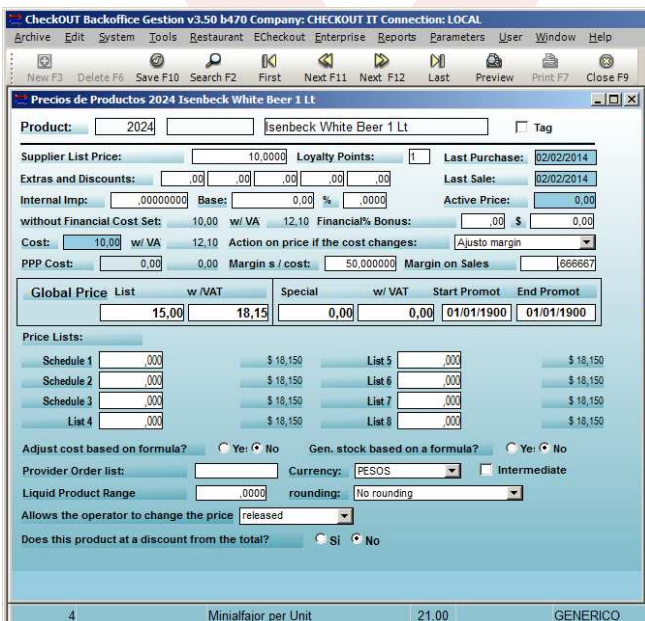 CheckOUT Backoffice Gestion v3.50 b470 Company: CHECKOUT IT Connection: LOCAL
Archive Edit System Tools Restaurant ECheckout Enterprise Reports Parameters User Window Help
New F3 Delete F6 Save F10 Search F2 First Next F11 Next F12 Last Preview Print F7 Close F9
Precios de Productos 2024 Isenbeck White Beer 1 Lt
Product: 2024 Isenbeck White Beer 1 Lt Tag
Supplier List Price: 10,0000 Loyalty Points: 1 Last Purchase: 02/02/2014
Extras and Discounts: ,00 ,00 ,00 ,00 ,00 Last Sale: 02/02/2014
Internal Imp: ,00000000 Base: 0,00 % ,0000 Active Price: 0,00
without Financial Cost Set: 10,00 w/ VA 12,10 Financial% Bonus: ,00 $ 0,00
Cost: 10,00 w/ VA 12,10 Action on price if the cost changes: Ajusto margin
PPP Cost: 0,00 0,00 Margin s / cost: 50,000000 Margin on Sales ,666667
Global Price List w /VAT Special w/ VAT Start Promot End Promot
15,00 18,15 0,00 0,00 01/01/1900 01/01/1900
Price Lists:
Schedule 1 ,000 $ 18,150 List 5 ,000 $ 18,150
Schedule 2 ,000 $ 18,150 List 6 ,000 $ 18,150
Schedule 3 ,000 $ 18,150 List 7 ,000 $ 18,150
List 4 ,000 $ 18,150 List 8 ,000 $ 18,150
Adjust cost based on formula? Ye: No Gen. stock based on a formula? Ye: No
Provider Order list: Currency: PESOS Intermediate
Liquid Product Range ,0000 rounding: No rounding
Allows the operator to change the price released
Does this product at a discount from the total? Si No
4 Minialfajor per Unit 21,00 GENERICO